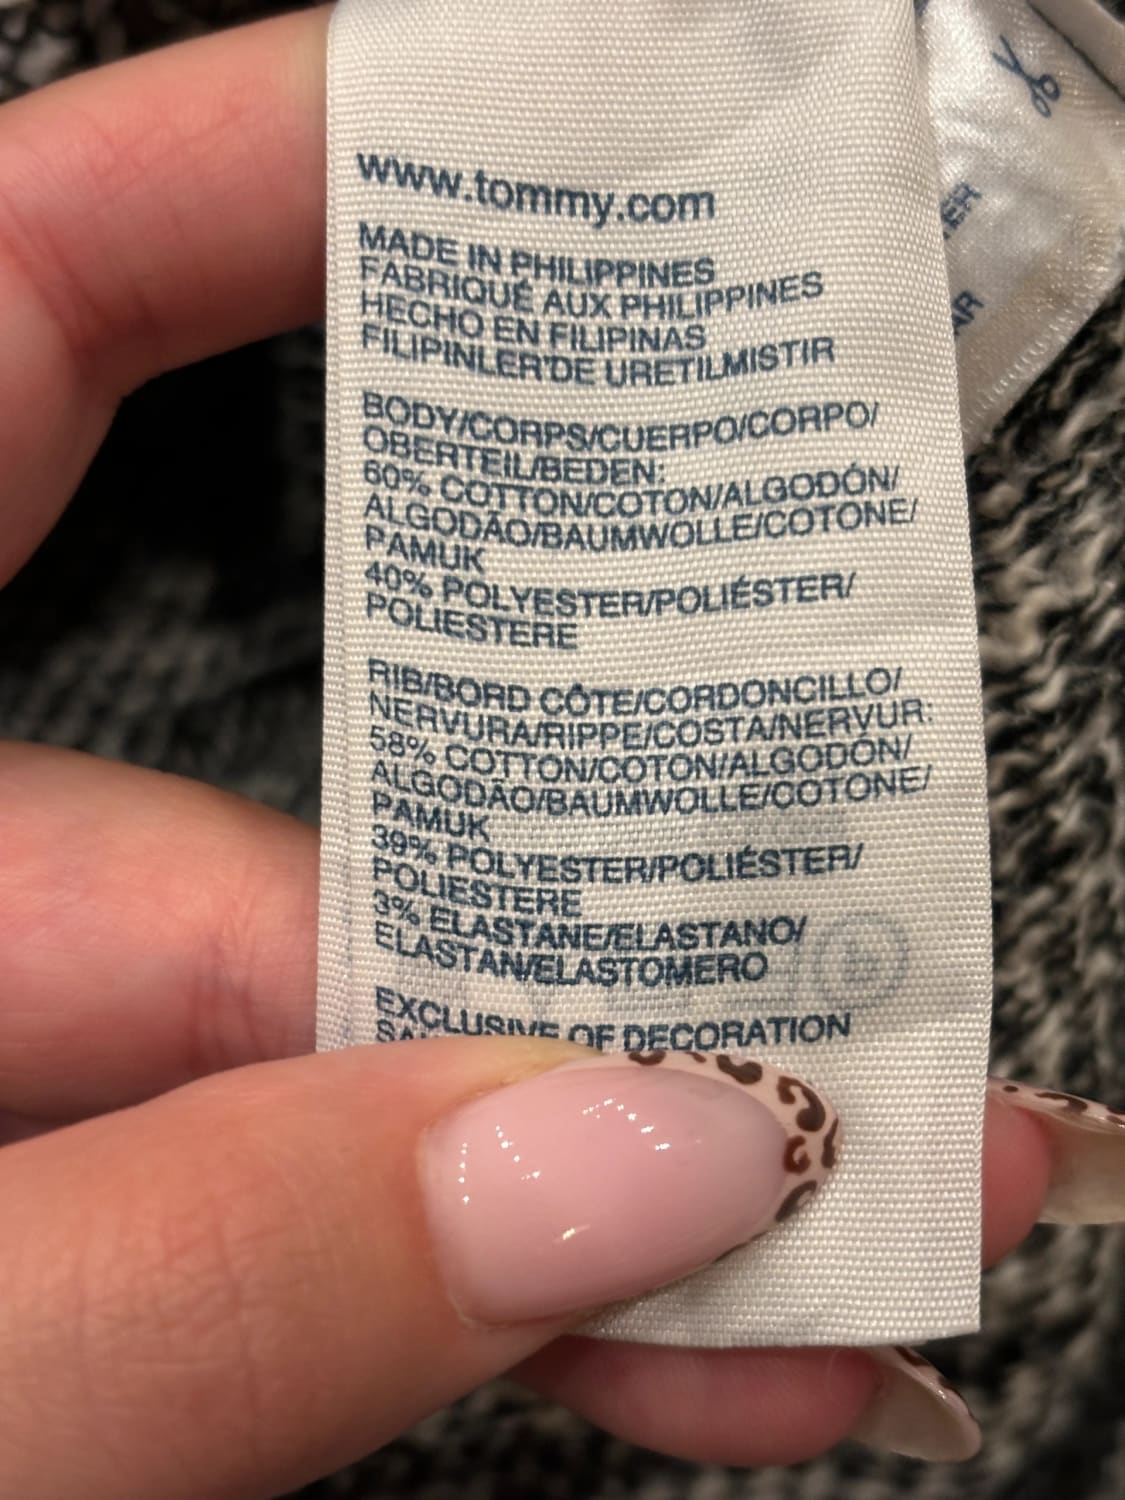 www.tommy.com
MADE IN PHILIPPINES
FABRIQUÉ AUX PHILIPPINES
HECHO EN FILIPINAS
FILIPINLER'DE URETILMISTIR
BODY/CORPS/CUERPO/CORPO/
OBERTEIL/BEDEN:
60% COTTON/COTON/ALGODÓN/
ALGODÃO/BAUMWOLLE/COTONE/
PAMUK
40% POLYESTER/POLIÉSTER/
POLIESTERE
RIB/BORD CÔTE/CORDONCILLO/
NERVURA/RIPPE/COSTA/NERVUR:
58% COTTON/COTON/ALGODÓN/
ALGODÃO/BAUMWOLLE/COTONE/
PAMUK
39% POLYESTER/POLIÉSTER/
POLIESTERE
3% ELASTANE/ELASTANO/
ELASTAN/ELASTOMERO
EXCLUSIVE OF DECORATION